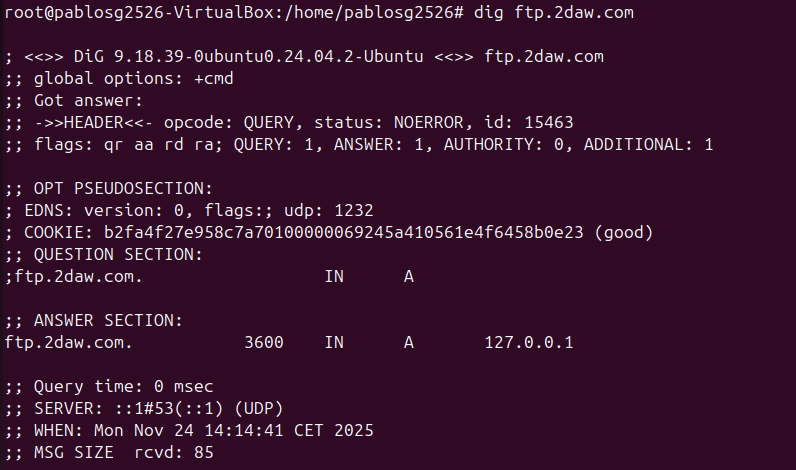 root@pablosg2526-VirtualBox:/home/pablosg2526# dig ftp.2daw.com
; <<>> DiG 9.18.39-0ubuntu0.24.04.2-Ubuntu <<>> ftp.2daw.com
;; global options: +cmd
;; Got answer:
;; ->>HEADER<<- opcode: QUERY, status: NOERROR, id: 15463
;; flags: qr aa rd ra; QUERY: 1, ANSWER: 1, AUTHORITY: 0, ADDITIONAL: 1
;; OPT PSEUDOSECTION:
; EDNS: version: 0, flags:; udp: 1232
; COOKIE: b2fa4f27e958c7a70100000069245a410561e4f6458b0e23 (good)
;; QUESTION SECTION:
;ftp.2daw.com. IN A
;; ANSWER SECTION:
ftp.2daw.com. 3600 IN A 127.0.0.1
;; Query time: 0 msec
;; SERVER: ::1#53(::1) (UDP)
;; WHEN: Mon Nov 24 14:14:41 CET 2025
;; MSG SIZE  rcvd: 85